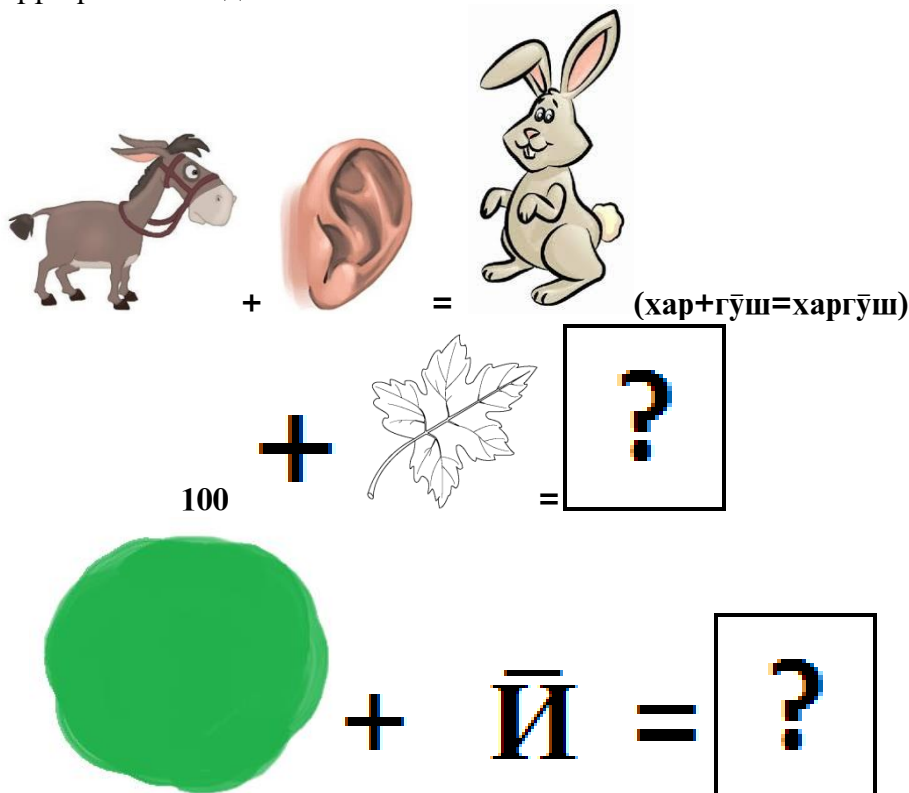 + = (хар+гӯш=харгӯш)
100 + = ?
+ Ӣ = ?